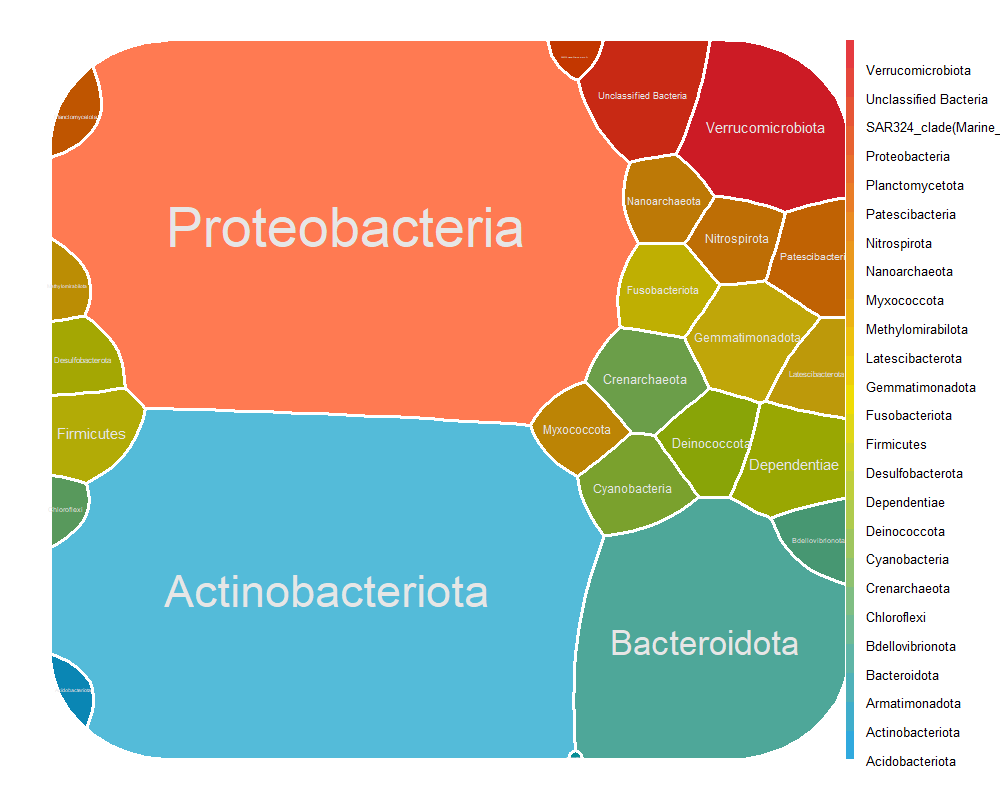 Unclassified Bacteria
Verrucomicrobiota
Planctomycetota
Proteobacteria
Nanoarchaeota
Nitrospirota
Patescibacteri
Fusobacteriota
Gemmatimonadota
Desulfobacterota
Crenarchaeota
Latescibacterota
Firmicutes
Myxococcota
Deinococcota
Dependentiae
Cyanobacteria
Chloroflexi
Bdellovibrionota
Actinobacteriota
Bacteroidota
Verrucomicrobiota
Unclassified Bacteria
SAR324_clade(Marine_
Proteobacteria
Planctomycetota
Patescibacteria
Nitrospirota
Nanoarchaeota
Myxococcota
Methylomirabilota
Latescibacterota
Gemmatimonadota
Fusobacteriota
Firmicutes
Desulfobacterota
Dependentiae
Deinococcota
Cyanobacteria
Crenarchaeota
Chloroflexi
Bdellovibrionota
Bacteroidota
Armatimonadota
Actinobacteriota
Acidobacteriota